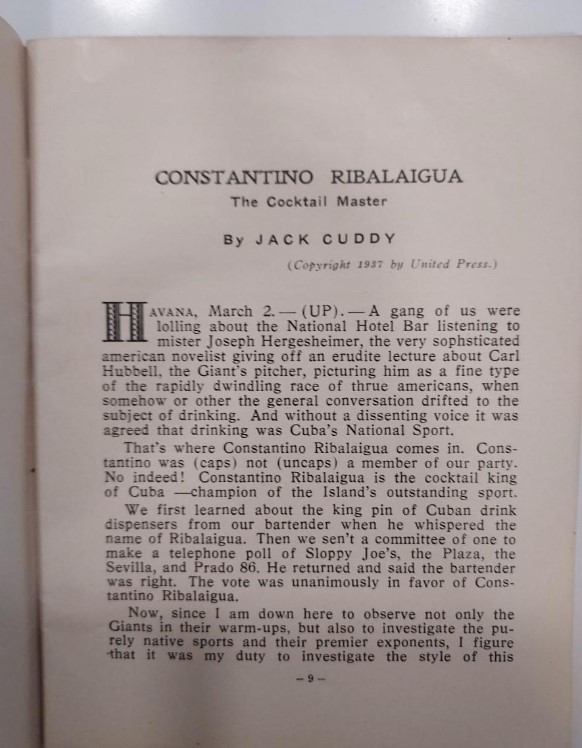 CONSTANTINO RIBALAIGUA
The Cocktail Master
By JACK CUDDY
(Copyright 1937 by United Press.)
HAVANA, March 2. — (UP). — A gang of us were
lolling about the National Hotel Bar listening to
mister Joseph Hergesheimer, the very sophsticated
american novelist giving off an erudite lecture about Carl
Hubbell, the Giant's pitcher, picturing him as a fine type
of the rapidly dwindling race of thrue americans, when
somehow or other the general conversation drifted to the
subject of drinking. And without a dissenting voice it was
agreed that drinking was Cuba's National Sport.
That's where Constantino Ribalaigua comes in. Cons-
tantino was (caps) not (uncaps) a member of our party.
No indeed! Constantino Ribalaigua is the cocktail king
of Cuba —champion of the Island's outstanding sport.
We first learned about the king pin of Cuban drink
dispensers from our bartender when he whispered the
name of Ribalaigua. Then we sen't a committee of one to
make a telephone poll of Sloppy Joe's, the Plaza, the
Sevilla, and Prado 86. He returned and said the bartender
was right. The vote was unanimously in favor of Cons-
tantino Ribalaigua.
Now, since I am down here to observe not only the
Giants in their warm-ups, but also to investigate the pu-
rely native sports and their premier exponents, I figure
that it was my duty to investigate the style of this
— 9 —